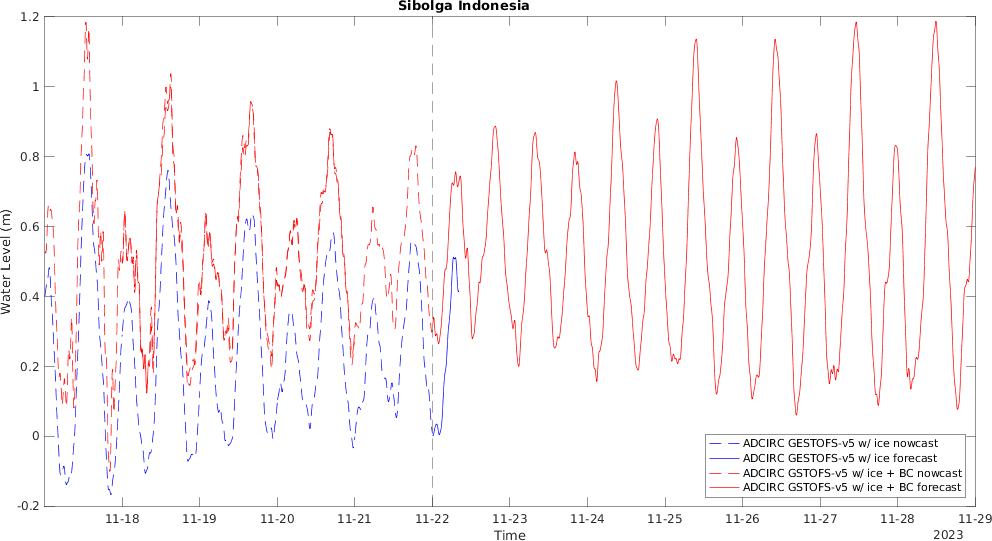 Sibolga Indonesia
1.2
1
0.8
0.6
0.4
0.2
0
-0.2
Water Level (m)
11-18 11-19 11-20 11-21 11-22 11-23 11-24 11-25 11-26 11-27 11-28 11-29
Time
2023
ADCIRC GESTOFS-v5 w/ ice nowcast
ADCIRC GESTOFS-v5 w/ ice forecast
ADCIRC GSTOFS-v5 w/ ice + BC nowcast
ADCIRC GSTOFS-v5 w/ ice + BC forecast